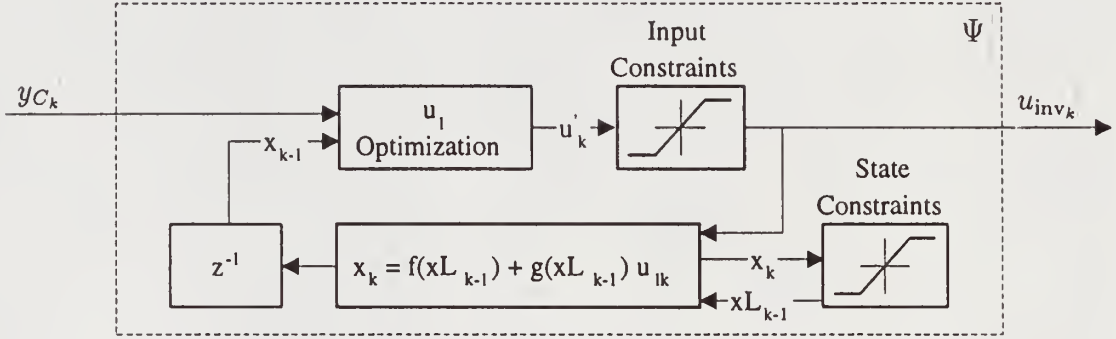 Ψ
Input
Constraints
y_{C_k}
u_1
Optimization
u'_k
u_{inv_k}
x_{k-1}
State
Constraints
z^{-1}
x_k = f(xL_{k-1}) + g(xL_{k-1}) u_{1k}
x_k
xL_{k-1}